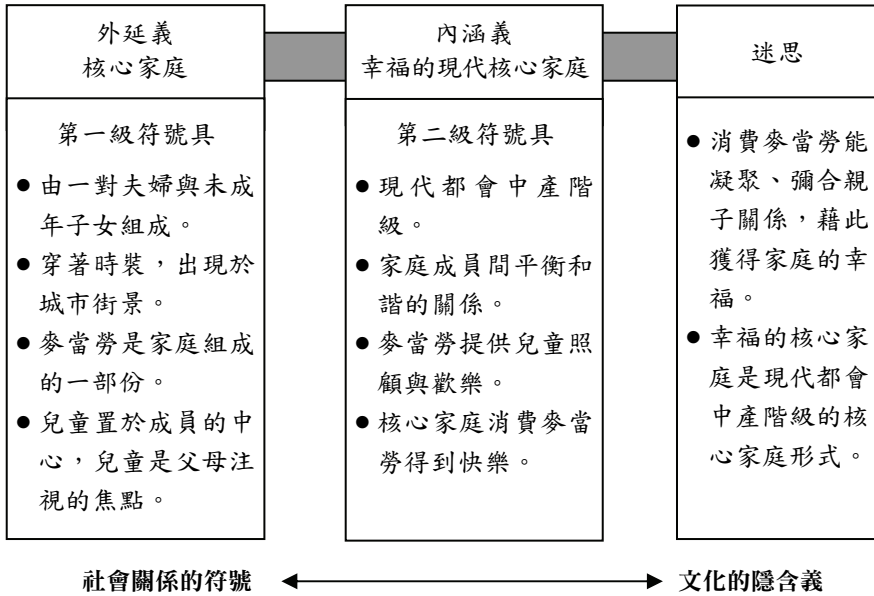 外延義
核心家庭
第一級符號具
● 由一對夫婦與未成
年子女組成。
● 穿著時裝，出現於
城市街景。
● 麥當勞是家庭組成
的一部份。
● 兒童置於成員的中
心，兒童是父母注
視的焦點。
內涵義
幸福的現代核心家庭
第二級符號具
● 現代都會中產階
級。
● 家庭成員間平衡和
諧的關係。
● 麥當勞提供兒童照
顧與歡樂。
● 核心家庭消費麥當
勞得到快樂。
迷思
● 消費麥當勞能
凝聚、彌合親
子關係，藉此
獲得家庭的幸
福。
● 幸福的核心家
庭是現代都會
中產階級的核
心家庭形式。
社會關係的符號
文化的隱含義